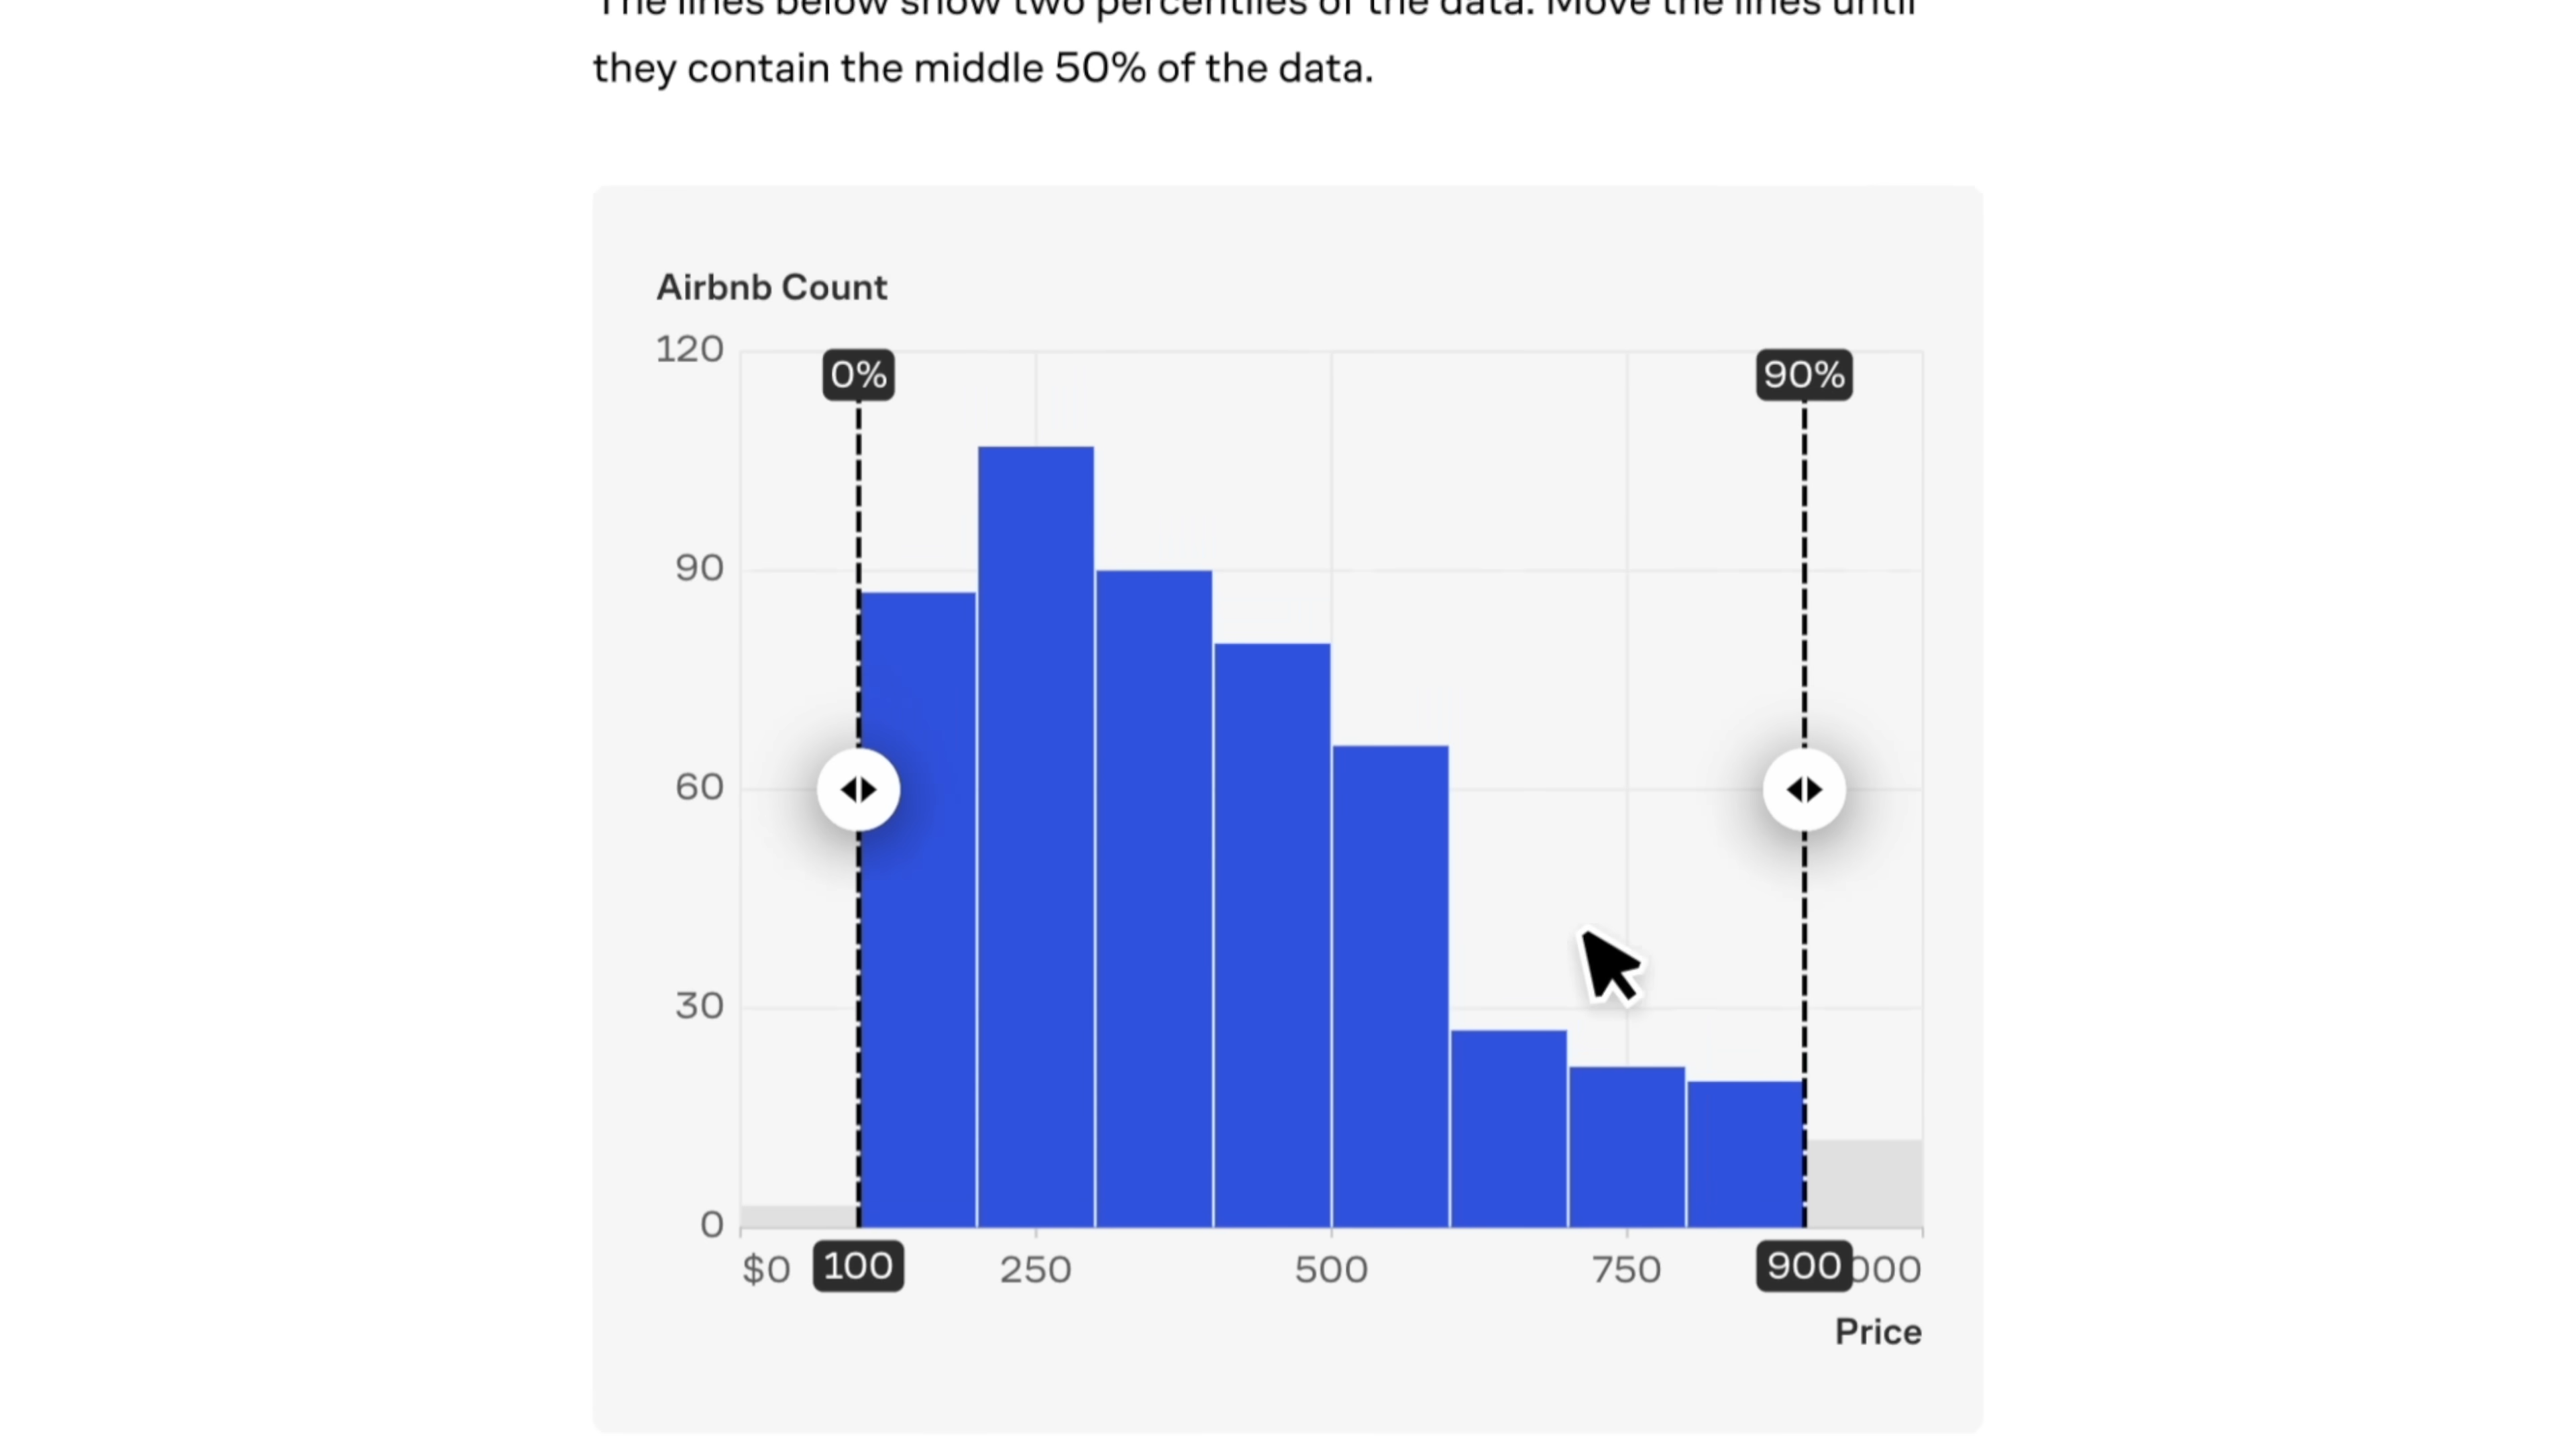 The lines below show two percentiles of the data. Move the lines until
they contain the middle 50% of the data.
Airbnb Count
120
0%
90%
90
60
30
0
$0 100 250 500 750 900 000
Price